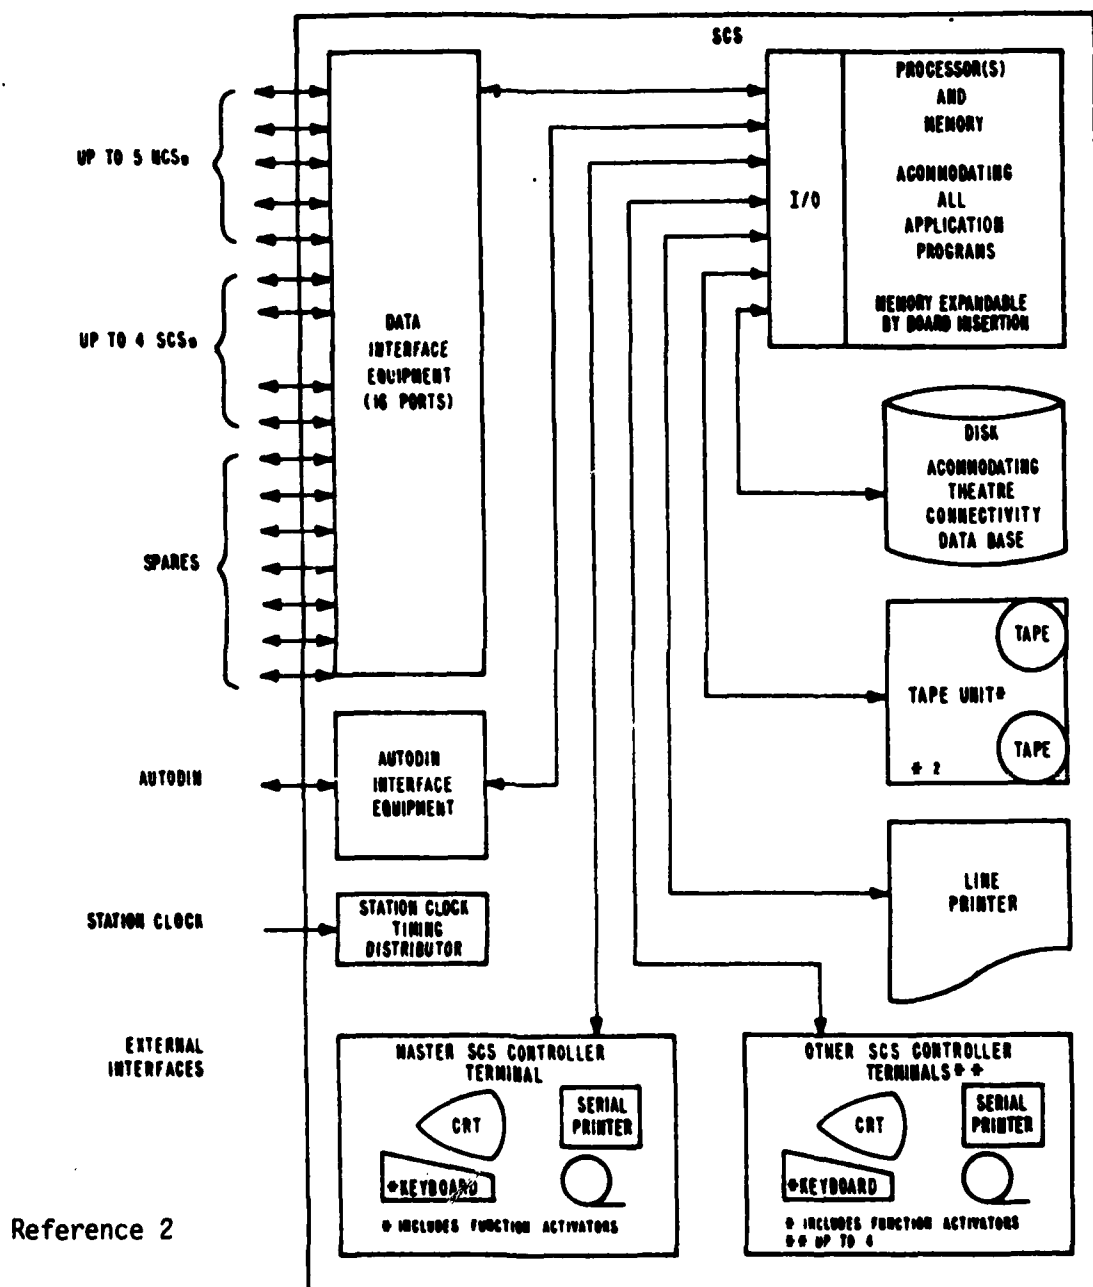 SCS
UP TO 5 NCSs
UP TO 4 SCSs
SPARES
AUTODIN
STATION CLOCK
EXTERNAL
INTERFACES
DATA
INTERFACE
EQUIPMENT
(16 PORTS)
AUTODIN
INTERFACE
EQUIPMENT
STATION CLOCK
TIMING
DISTRIBUTOR
I/O
PROCESSOR(S)
AND
MEMORY
ACOMMODATING
ALL
APPLICATION
PROGRAMS
MEMORY EXPANDABLE
BY BOARD INSERTION
DISK
ACOMMODATING
THEATRE
CONNECTIVITY
DATA BASE
TAPE
TAPE UNIT*
TAPE
* 2
LINE
PRINTER
MASTER SCS CONTROLLER
TERMINAL
CRT
SERIAL
PRINTER
*KEYBOARD
* INCLUDES FUNCTION ACTIVATORS
OTHER SCS CONTROLLER
TERMINALS**
CRT
SERIAL
PRINTER
*KEYBOARD
* INCLUDES FUNCTION ACTIVATORS
** UP TO 4
Reference 2